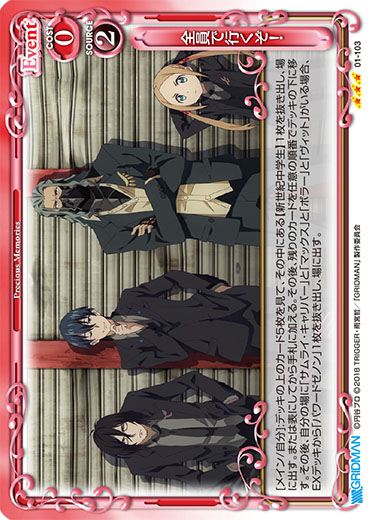 Event
COST
0
SOURCE
2
全員で行くぞ!
Precious Memories
[メイン/自分]:デッキの上のカード5枚を見て、その中にある【新世紀中学生】1枚を抜き出し、場
に出す。または表にしてから手札に加える。その後、残りのカードを任意の順番でデッキの下に移
す。その後、自分の場に「サムライ・キャリバー」と「マックス」と「ボラー」と「ヴィット」がいる場合、
EXデッキから「パワードゼノン」1枚を抜き出し、場に出す。
GRIDMAN
©円谷プロ ©2018 TRIGGER・雨宮哲/「GRIDMAN」製作委員会
01-103